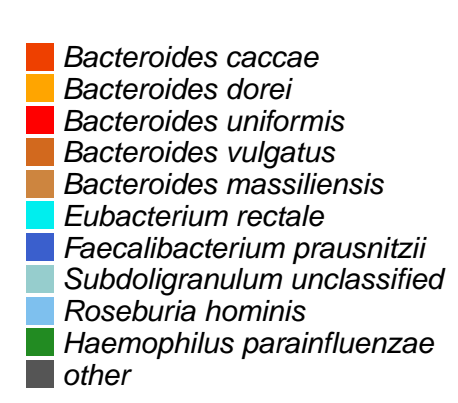 Bacteroides caccae
Bacteroides dorei
Bacteroides uniformis
Bacteroides vulgatus
Bacteroides massiliensis
Eubacterium rectale
Faecalibacterium prausnitzii
Subdoligranulum unclassified
Roseburia hominis
Haemophilus parainfluenzae
other